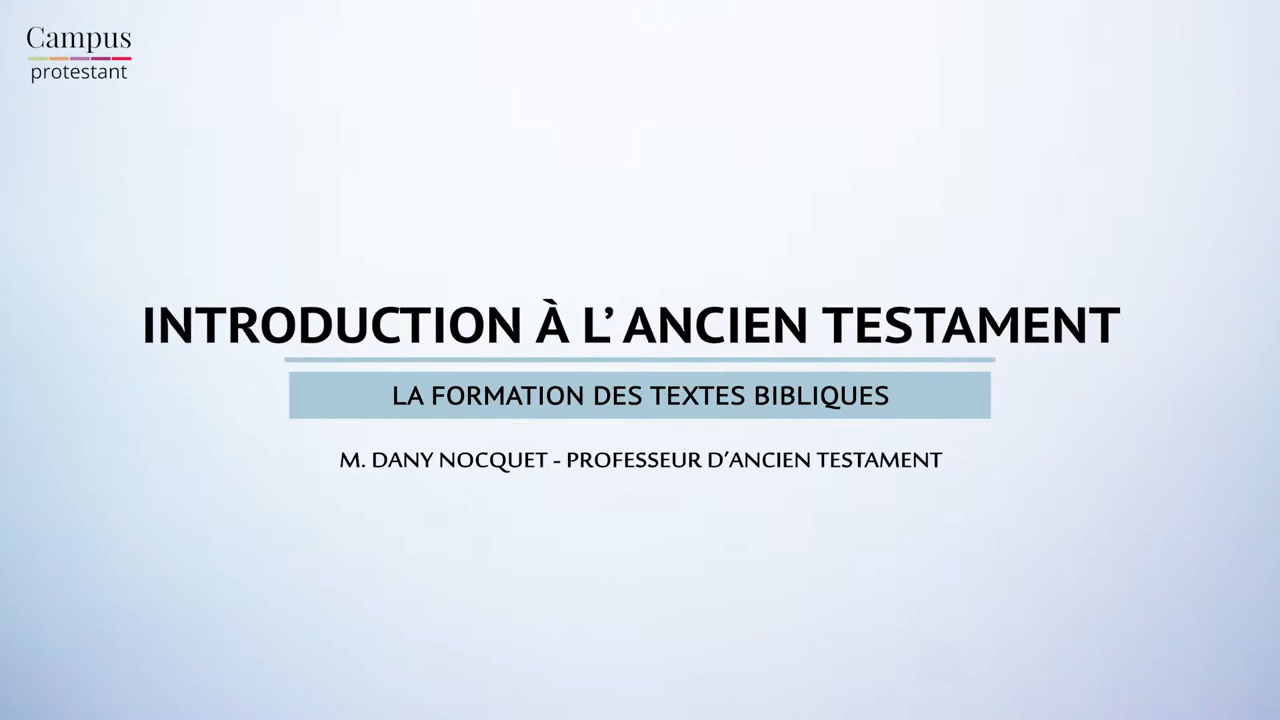 Campus
protestant
INTRODUCTION À L’ ANCIEN TESTAMENT
LA FORMATION DES TEXTES BIBLIQUES
M. DANY NOCQUET - PROFESSEUR D’ANCIEN TESTAMENT